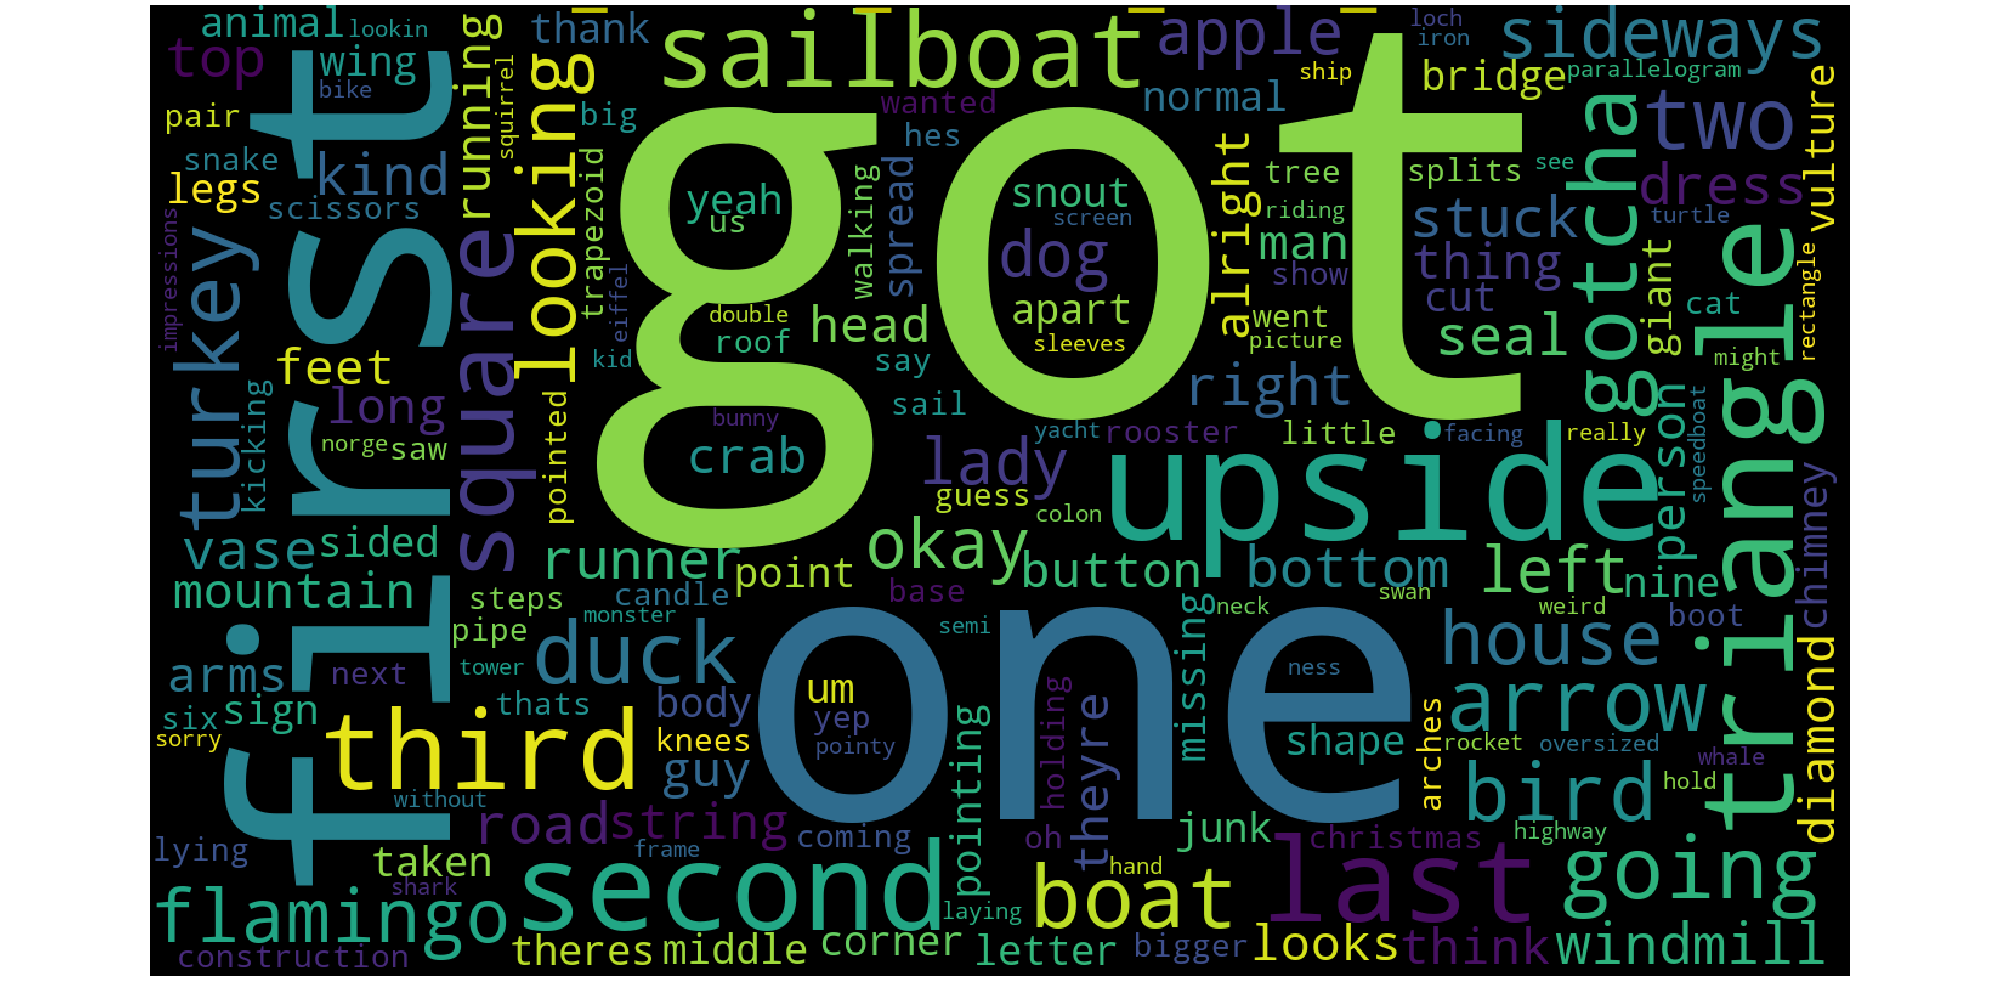 animal
lookin
top
wing
bike
pair
snake
legs
kind
scissors
first
running
squirrel
looking
thank
big
sailboat
wanted
hes
apple
normal
ship
loch
iron
sideways
bridge
parallelogram
two
vulture
got
yeah
us
walking
spread
snout
screen
dog
apart
sleeves
alright
tree
riding
man
show
went
picture
splits
see
stuck
thing
cut
seal
gotcha
dress
turtle
giant
cat
might
rectangle
triangle
impressions
turkey
kicking
feet
long
norge
saw
square
trapezoid
eiffel
kid
pointed
double
roof
head
say
sail
bunny
crab
lady
yacht
rooster
right
little
facing
really
person
speedboat
guess
colon
upside
vase
sided
mountain
runner
okay
point
button
bottom
left
nine
chimney
steps
candle
monster
base
semi
neck
swan
weird
boot
pipe
duck
one
missing
house
arms
next
tower
thats
body
um
yep
pointy
ness
arrow
diamond
six
sign
sorry
third
knees
guy
pointing
holding
theyre
shape
arches
rocket
oversized
whale
hold
bird
without
road
string
coming
oh
junk
christmas
highway
lying
taken
shark
frame
second
laying
hand
boat
last
going
flamingo
construction
theres
middle
corner
letter
bigger
looks
think
windmill